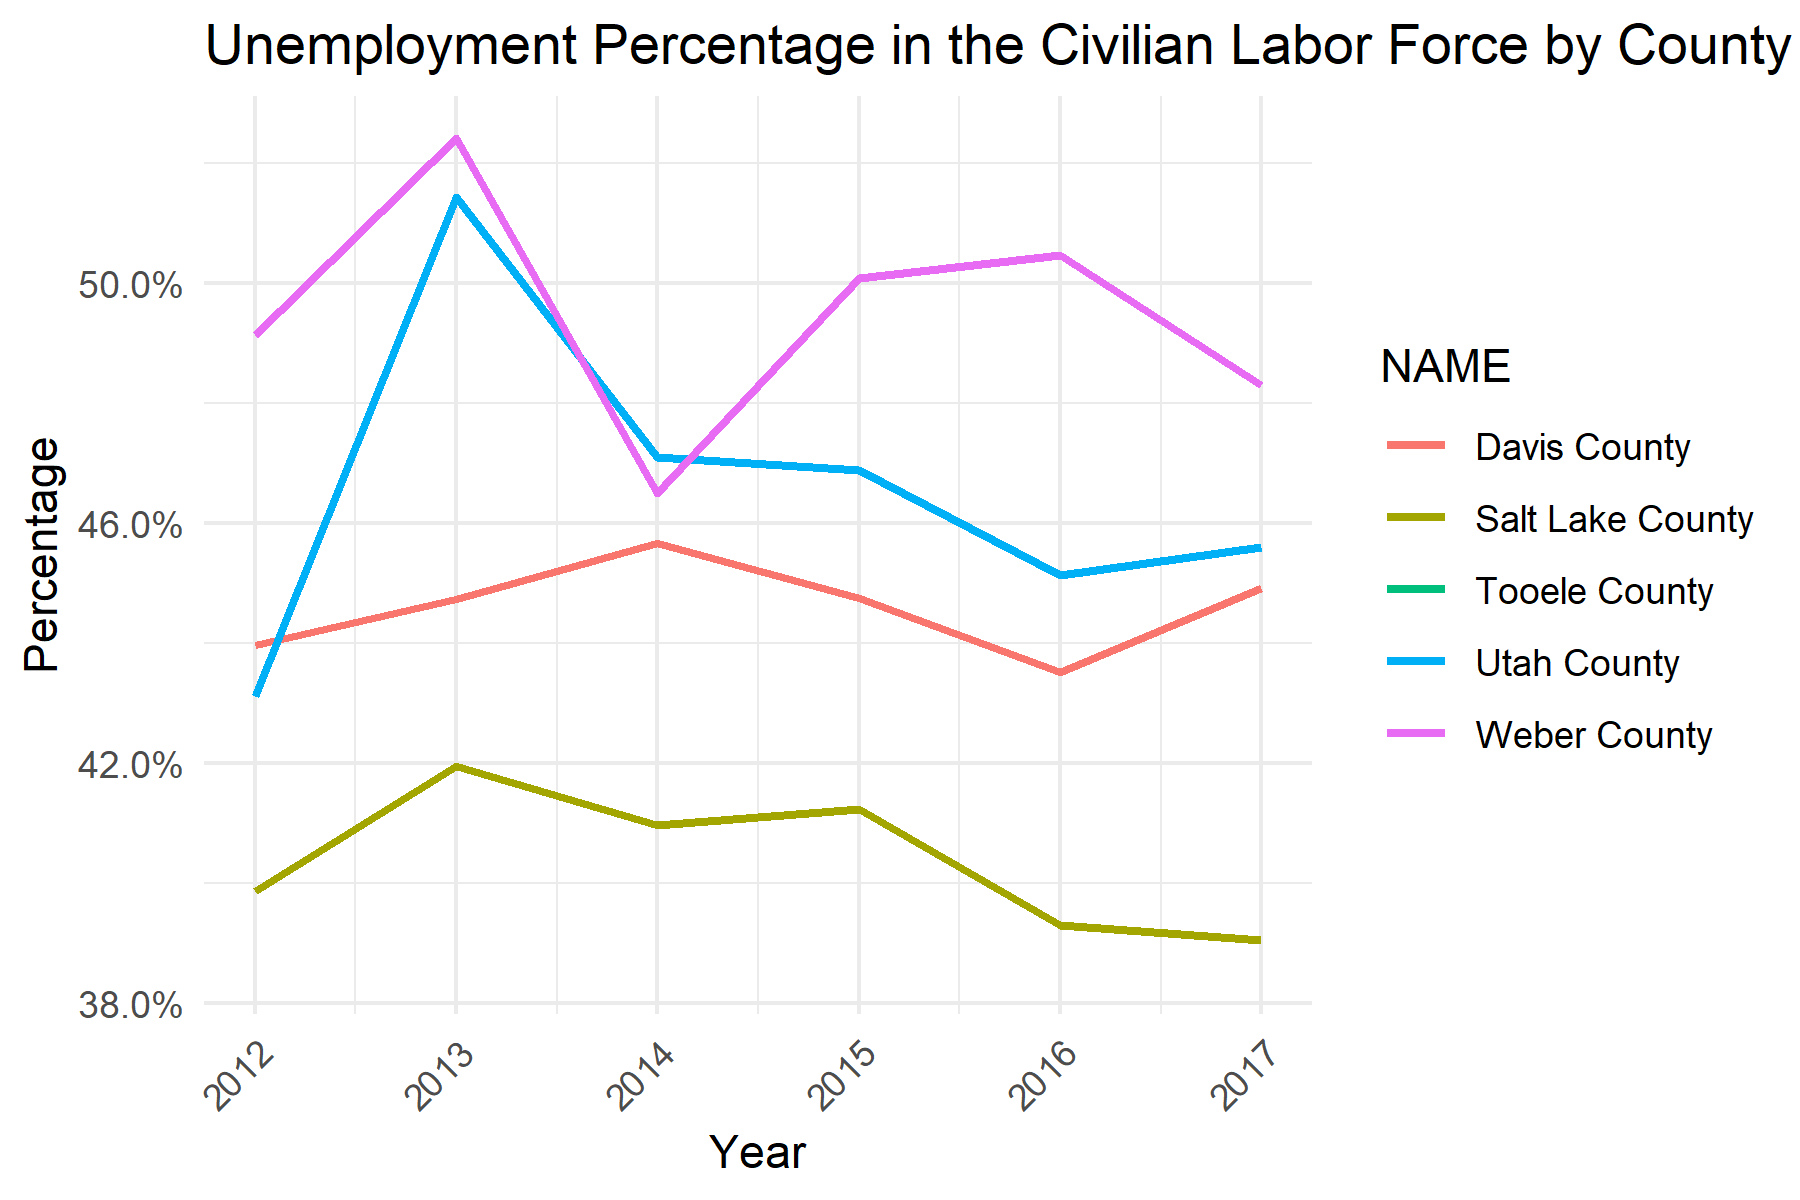 Unemployment Percentage in the Civilian Labor Force by County
Percentage
50.0%
46.0%
42.0%
38.0%
2012
2013
2014
2015
2016
2017
Year
NAME
Davis County
Salt Lake County
Tooele County
Utah County
Weber County